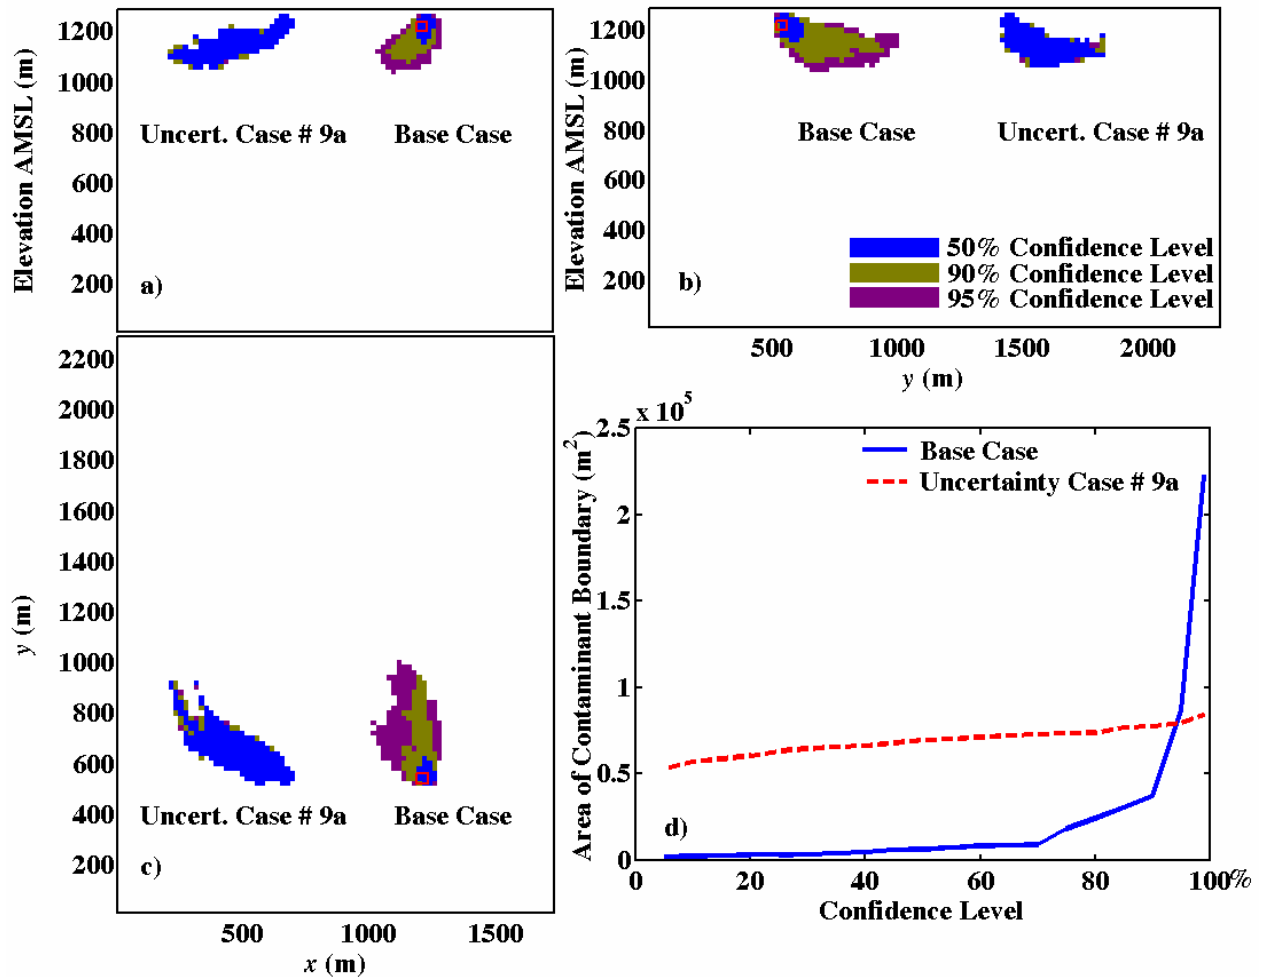 1200
1000
800
600
400
200
Elevation AMSL (m)
Uncert. Case # 9a
Base Case
a)
1200
1000
800
600
400
200
Elevation AMSL (m)
Base Case
Uncert. Case # 9a
50% Confidence Level
90% Confidence Level
95% Confidence Level
b)
500 1000 1500 2000
y (m)
2200
2000
1800
1600
1400
1200
1000
800
600
400
200
y (m)
Uncert. Case # 9a
Base Case
c)
500 1000 1500
x (m)
x 10⁵
2.5
2
1.5
1
0.5
0
Area of Contaminant Boundary (m²)
Base Case
Uncertainty Case # 9a
d)
0 20 40 60 80 100%
Confidence Level